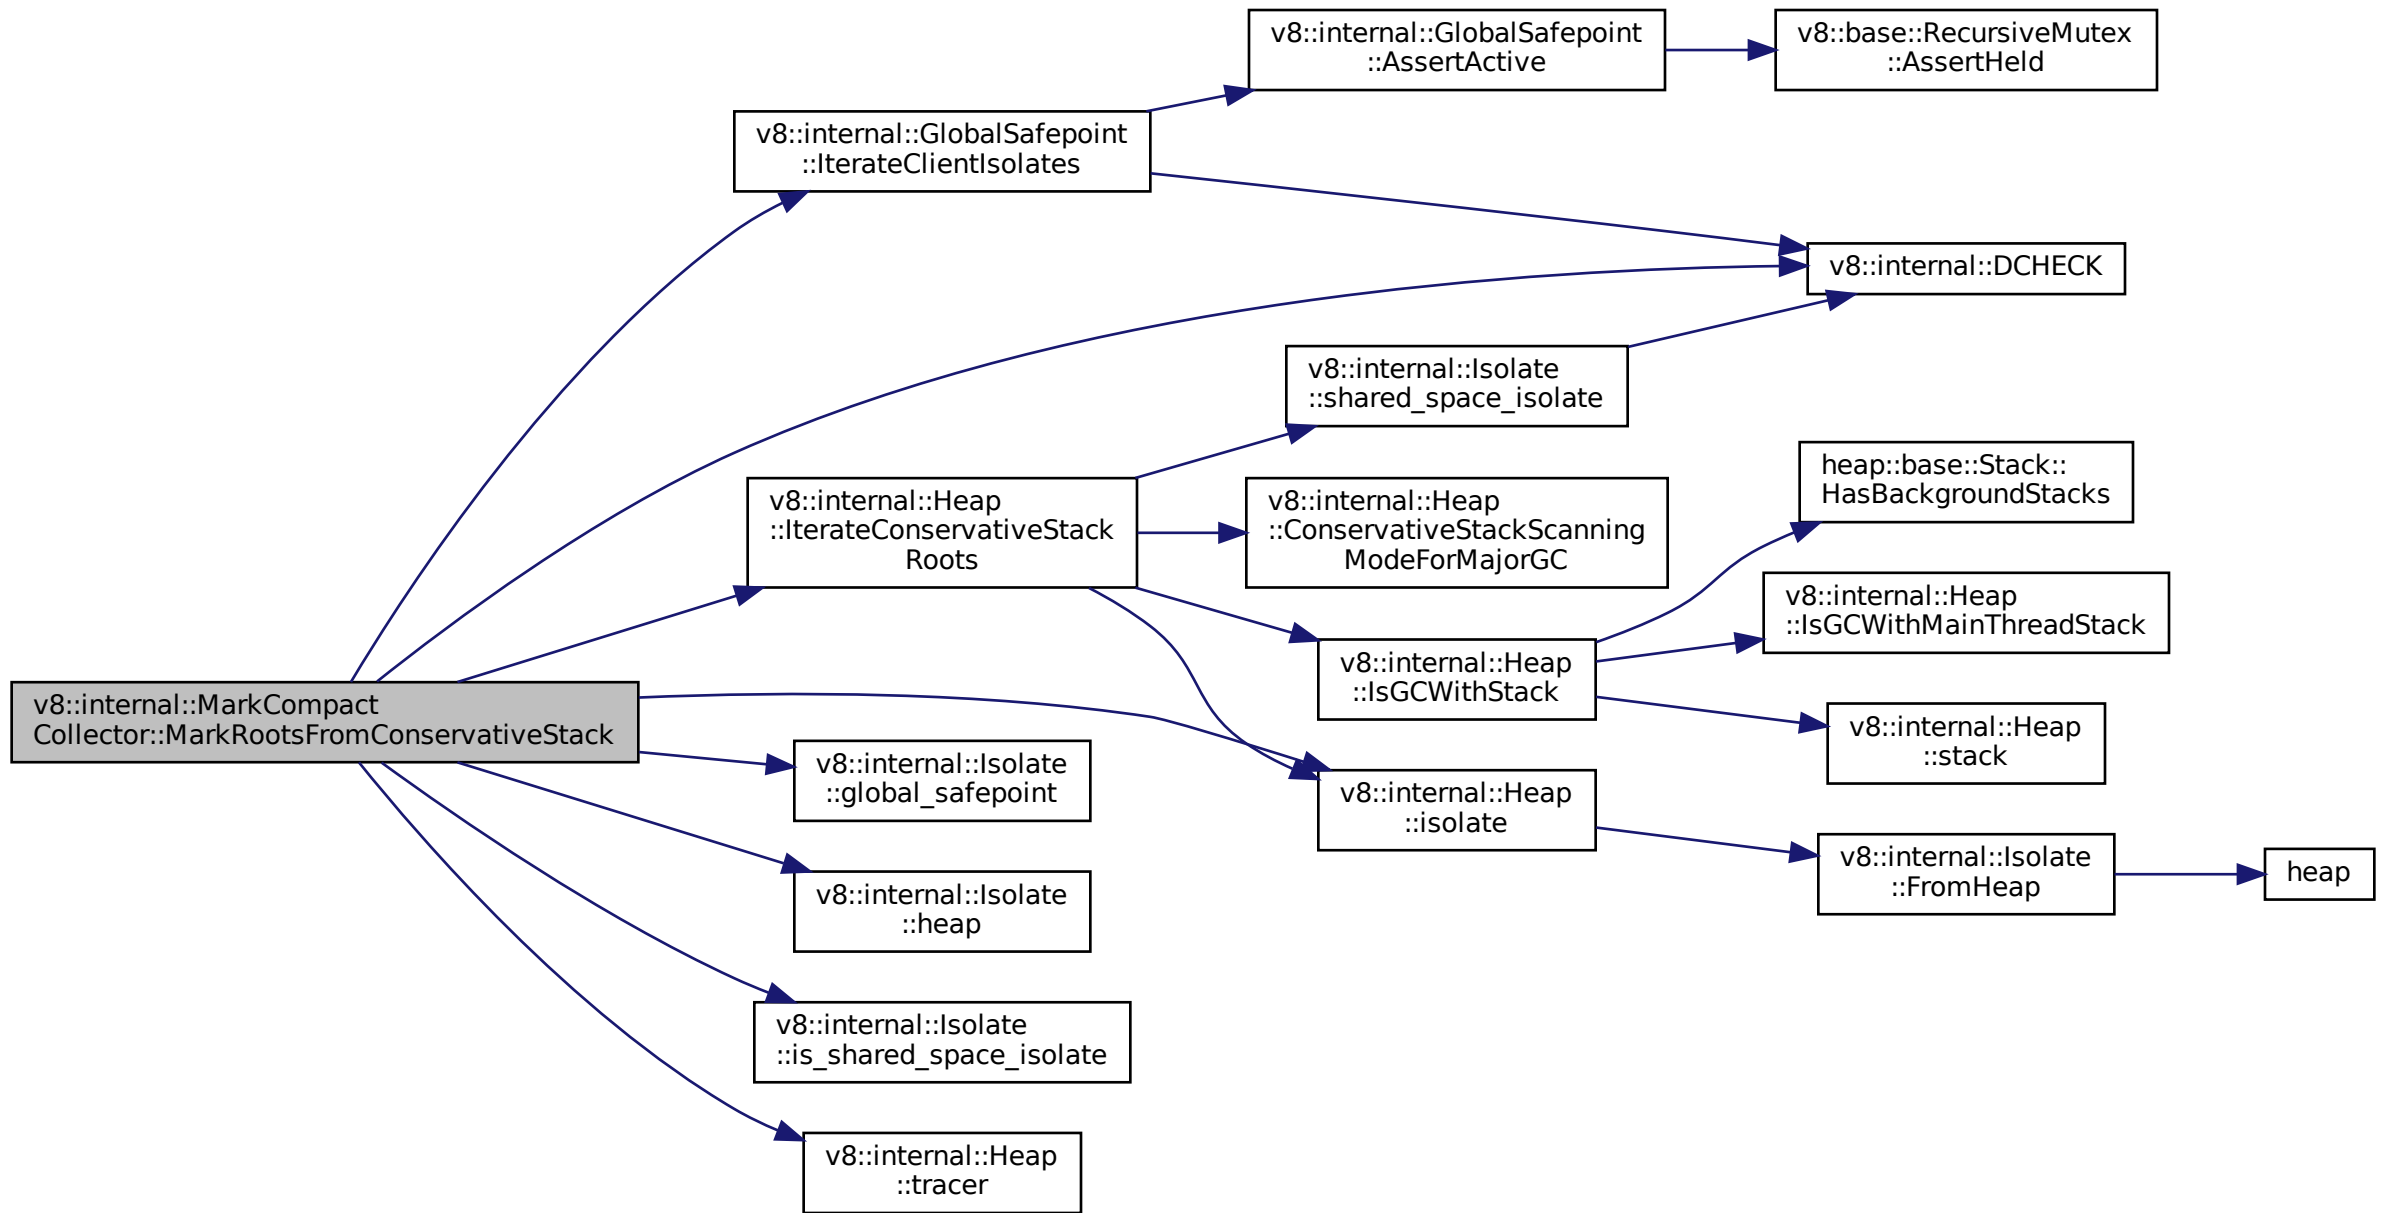 v8::internal::GlobalSafepoint
::AssertActive
v8::base::RecursiveMutex
::AssertHeld
v8::internal::GlobalSafepoint
::IterateClientIsolates
v8::internal::DCHECK
v8::internal::Isolate
::shared_space_isolate
heap::base::Stack::
HasBackgroundStacks
v8::internal::Heap
::IterateConservativeStack
Roots
v8::internal::Heap
::ConservativeStackScanning
ModeForMajorGC
v8::internal::Heap
::IsGCWithMainThreadStack
v8::internal::Heap
::IsGCWithStack
v8::internal::MarkCompact
Collector::MarkRootsFromConservativeStack
v8::internal::Heap
::stack
v8::internal::Isolate
::global_safepoint
v8::internal::Heap
::isolate
v8::internal::Isolate
::FromHeap
heap
v8::internal::Isolate
::heap
v8::internal::Isolate
::is_shared_space_isolate
v8::internal::Heap
::tracer